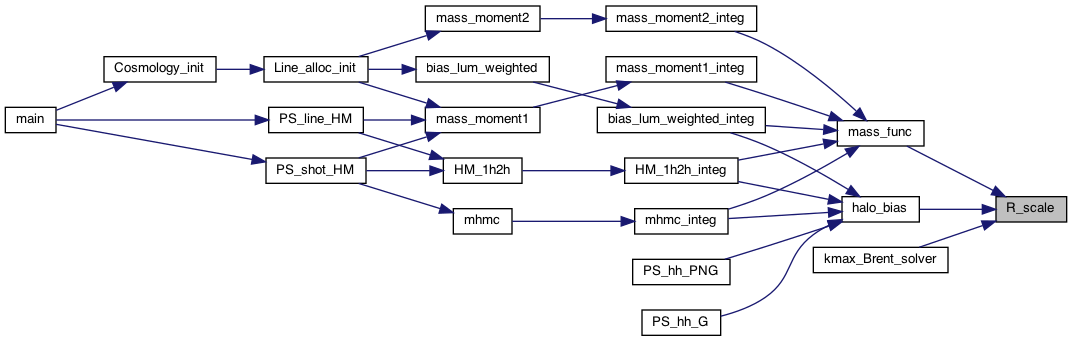 mass_moment2
mass_moment2_integ
Cosmology_init
Line_alloc_init
bias_lum_weighted
mass_moment1_integ
main
PS_line_HM
mass_moment1
bias_lum_weighted_integ
mass_func
PS_shot_HM
HM_1h2h
HM_1h2h_integ
mhmc
mhmc_integ
halo_bias
R_scale
PS_hh_PNG
kmax_Brent_solver
PS_hh_G